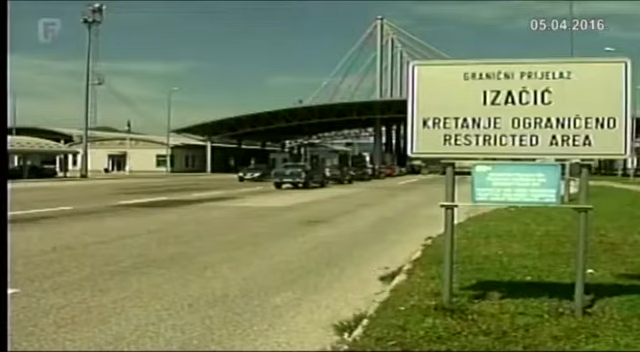 F
05.04.2016.
GRANIČNI PRIJELAZ
IZAČIĆ
KRETANJE OGRANIČENO
RESTRICTED AREA